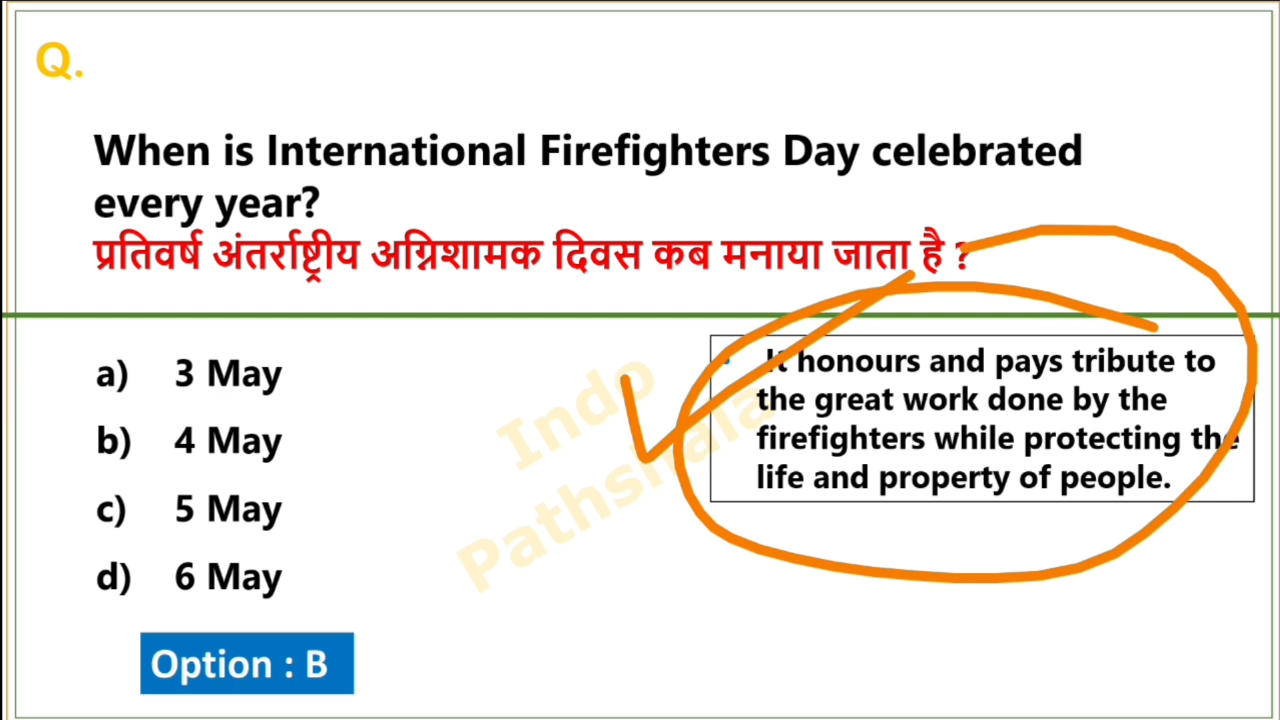 Q.
When is International Firefighters Day celebrated
every year?
प्रतिवर्ष अंतर्राष्ट्रीय अग्निशामक दिवस कब मनाया जाता है ?
a) 3 May
b) 4 May
c) 5 May
d) 6 May
• It honours and pays tribute to
the great work done by the
firefighters while protecting the
life and property of people.
Indo
Pathshala
Option : B